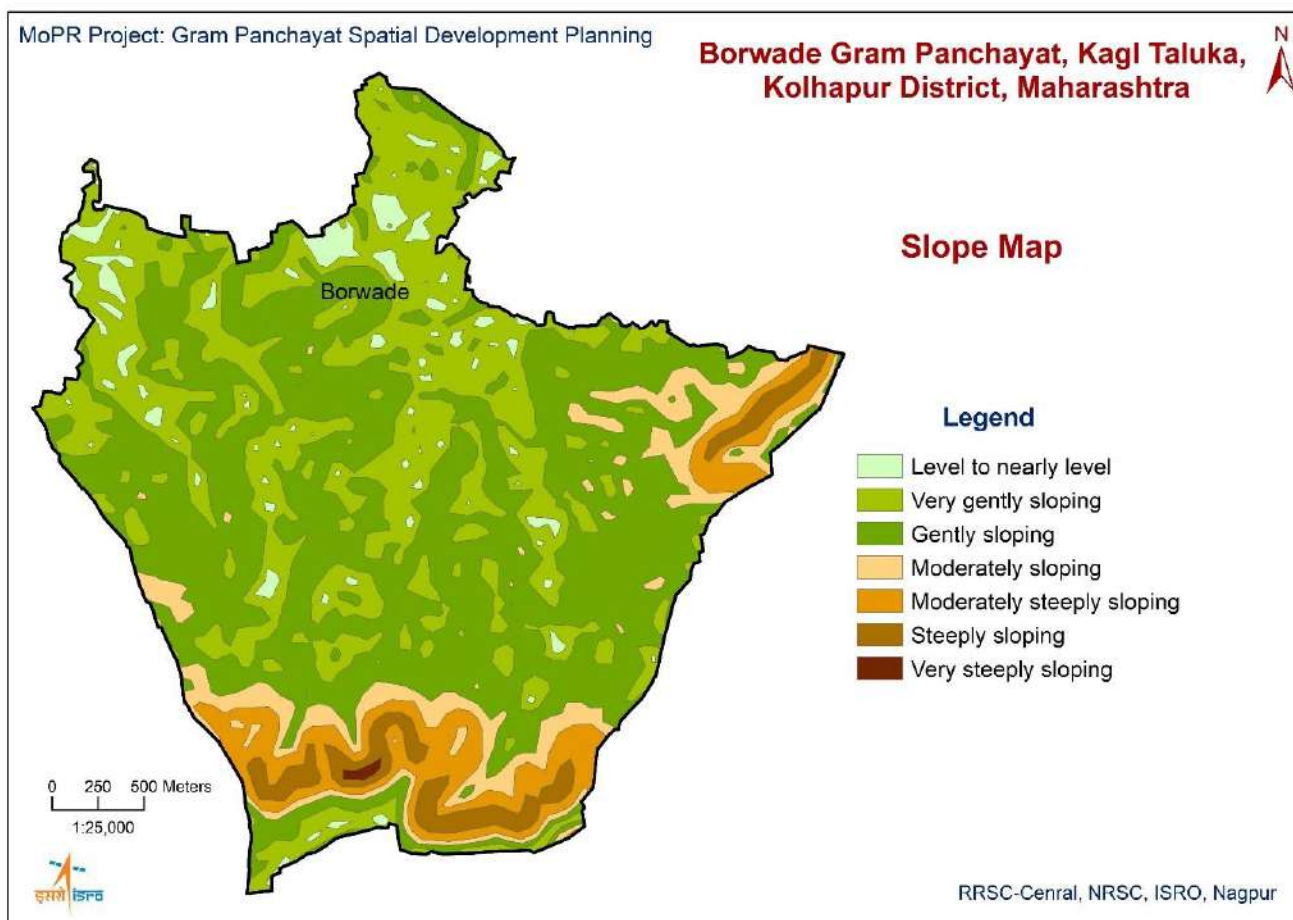 MoPR Project: Gram Panchayat Spatial Development Planning
Borwade Gram Panchayat, Kagl Taluka,
Kolhapur District, Maharashtra
N
Slope Map
Borwade
Legend
Level to nearly level
Very gently sloping
Gently sloping
Moderately sloping
Moderately steeply sloping
Steeply sloping
Very steeply sloping
0 250 500 Meters
1:25,000
इसरो isro
RRSC-Cenral, NRSC, ISRO, Nagpur